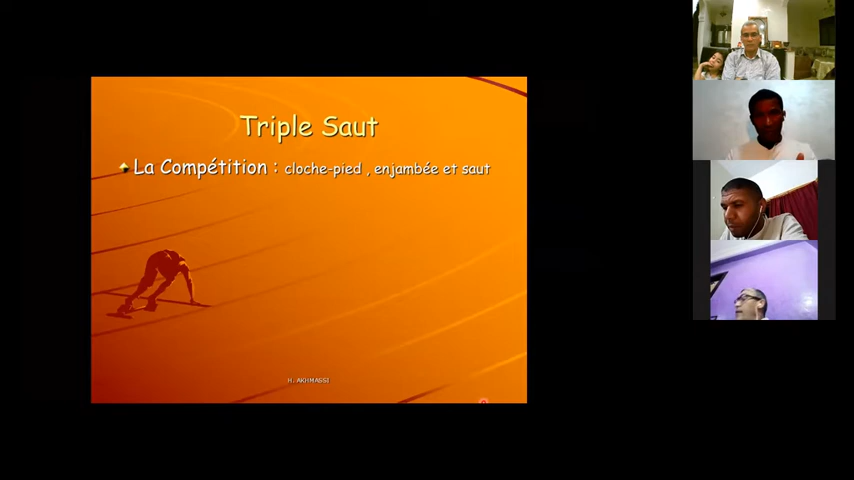 Triple Saut
La Compétition : cloche-pied , enjambée et saut
H. AKHMASSI